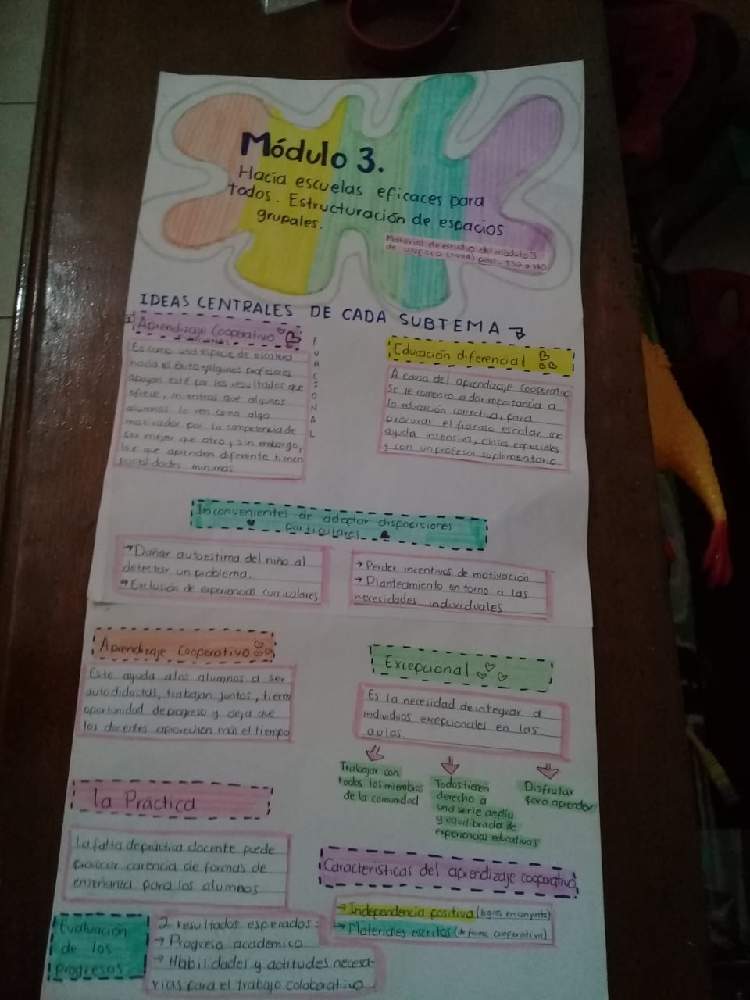 Módulo 3.
Hacia escuelas eficaces para
todos. Estructuración de espacios
grupales.
Material de estudio del módulo 3
de UNESCO (1994) pags. 139 a 140
IDEAS CENTRALES DE CADA SUBTEMA
Aprendizaje Cooperativo
FUNCIONAL
Es como una especie de escalera
hacia el éxito, algunos profesores
apoyan esté por los resultados que
ofrece, mientras que algunos
alumnos lo ven como algo
motivador por la competencia de
ser mejor que otro, sin embargo,
los que aprenden diferente tienen
posibilidades mínimas
Educación diferencial
A causa del aprendizaje cooperativo
se le comenzo a dar importancia a
la educación correctiva, para
procurar el fracaso escolar con
ayuda intensiva, clases especiales
y con un profesor suplementario
Inconvenientes de adoptar disposisiones
particulares
→ Dañar autoestima del niño al
detectar un problema.
→ Exclusión de experiencias curriculares
→ Perder incentivos de motivación
→ Planteamiento en torno a las
necesidades individuales
Aprendizaje Cooperativo
Este ayuda a los alumnos a ser
autodidactas, trabajan juntos, tienen
oportunidad de progreso y deja que
los docentes aprovechen más el tiempo
Excepcional
Es la necesidad de integrar a
individuos excepcionales en las
aulas.
Trabajar con
todos los miembros
de la comunidad
Todos tienen
derecho a
una serie amplia
y equilibrada de
experiencias educativas
Disfrutar
para aprender
la Práctica
La falta de práctica docente puede
provocar carencia de formas de
enseñanza para los alumnos
Características del aprendizaje cooperativo
→ Independencia positiva (logros en conjunto)
→ Materiales escritos (de forma cooperativa)
Evaluación
de los
progresos
2 resultados esperados:
→ Progreso academico
→ Habilidades y actitudes necesa-
rias para el trabajo colaborativo